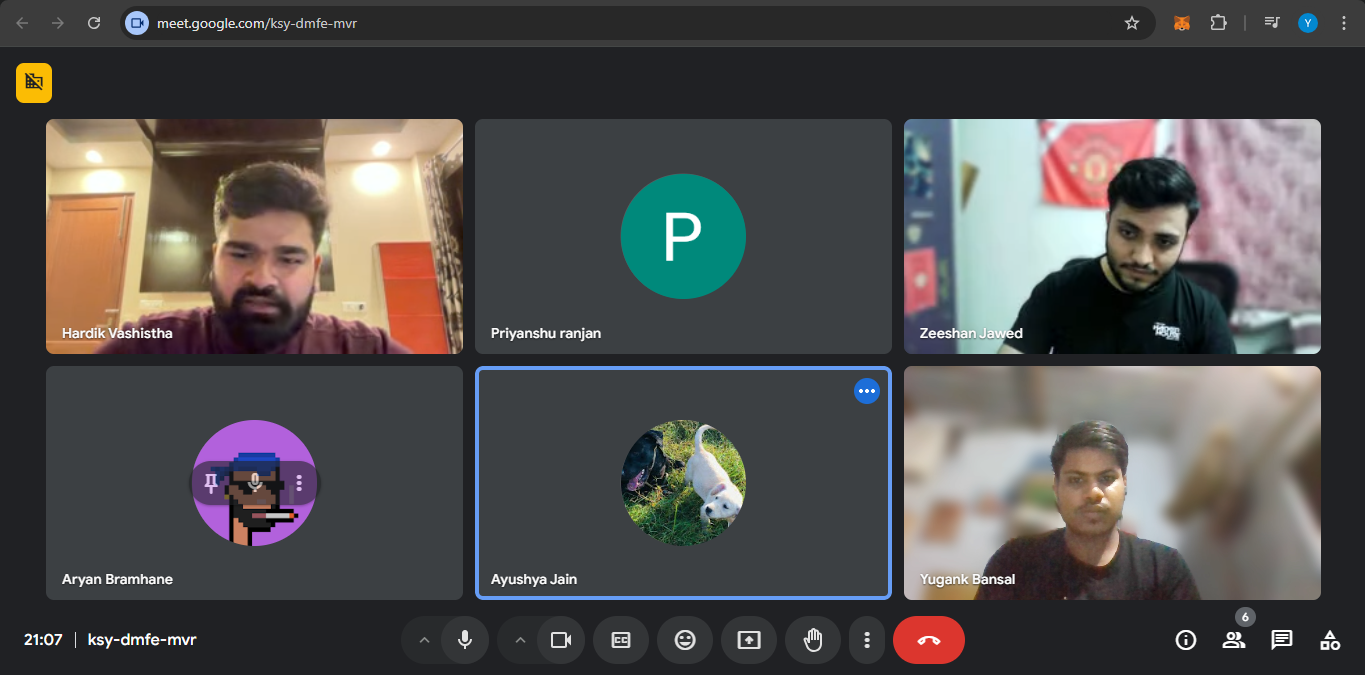 meet.google.com/ksy-dmfe-mvr
Y
Hardik Vashistha
P
Priyanshu ranjan
Zeeshan Jawed
Aryan Bramhane
Ayushya Jain
Yugank Bansal
21:07 | ksy-dmfe-mvr
CC
6